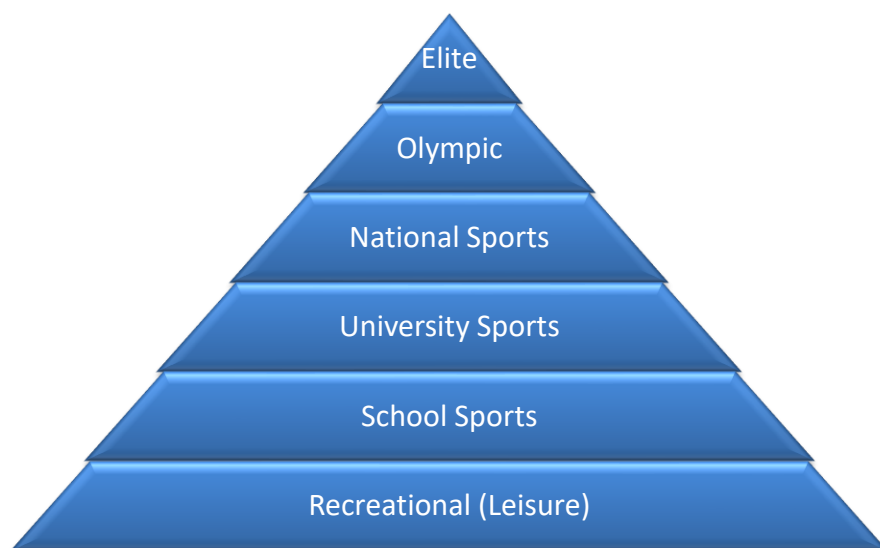 Elite
Olympic
National Sports
University Sports
School Sports
Recreational (Leisure)